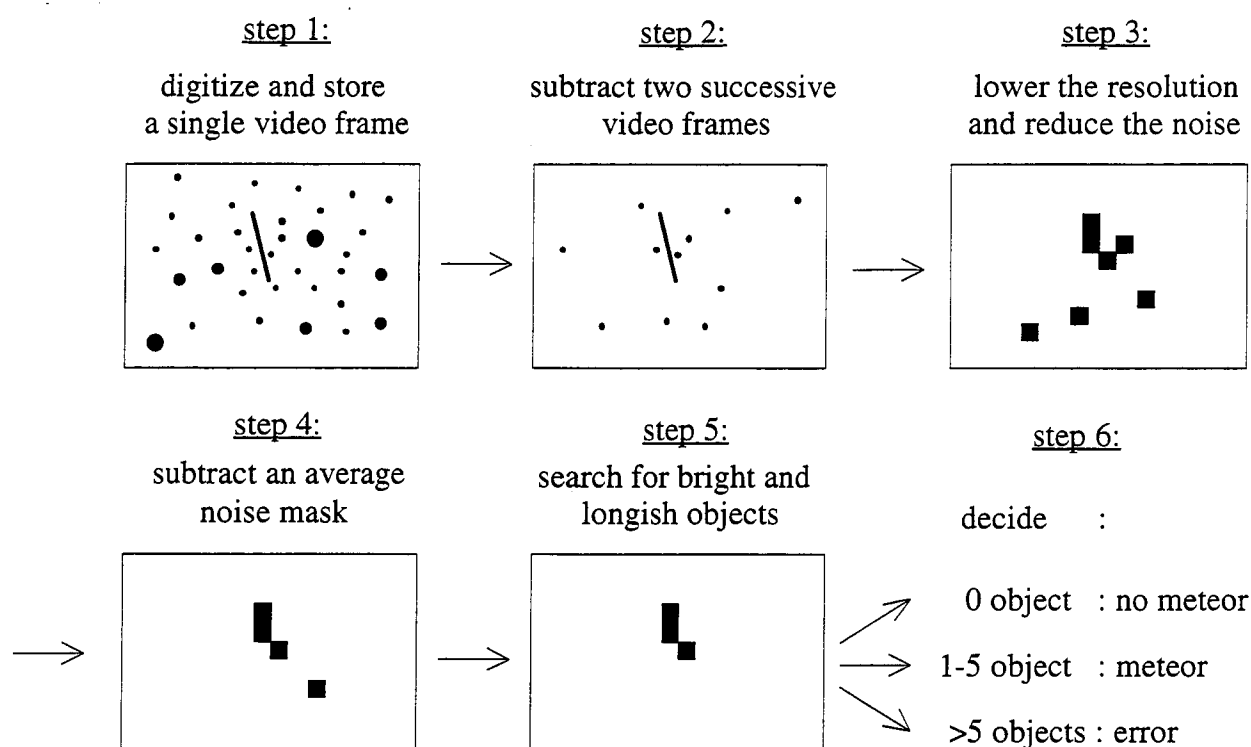 step 1:
digitize and store
a single video frame
step 2:
subtract two successive
video frames
step 3:
lower the resolution
and reduce the noise
step 4:
subtract an average
noise mask
step 5:
search for bright and
longish objects
step 6:
decide :
0 object : no meteor
1-5 object : meteor
>5 objects : error